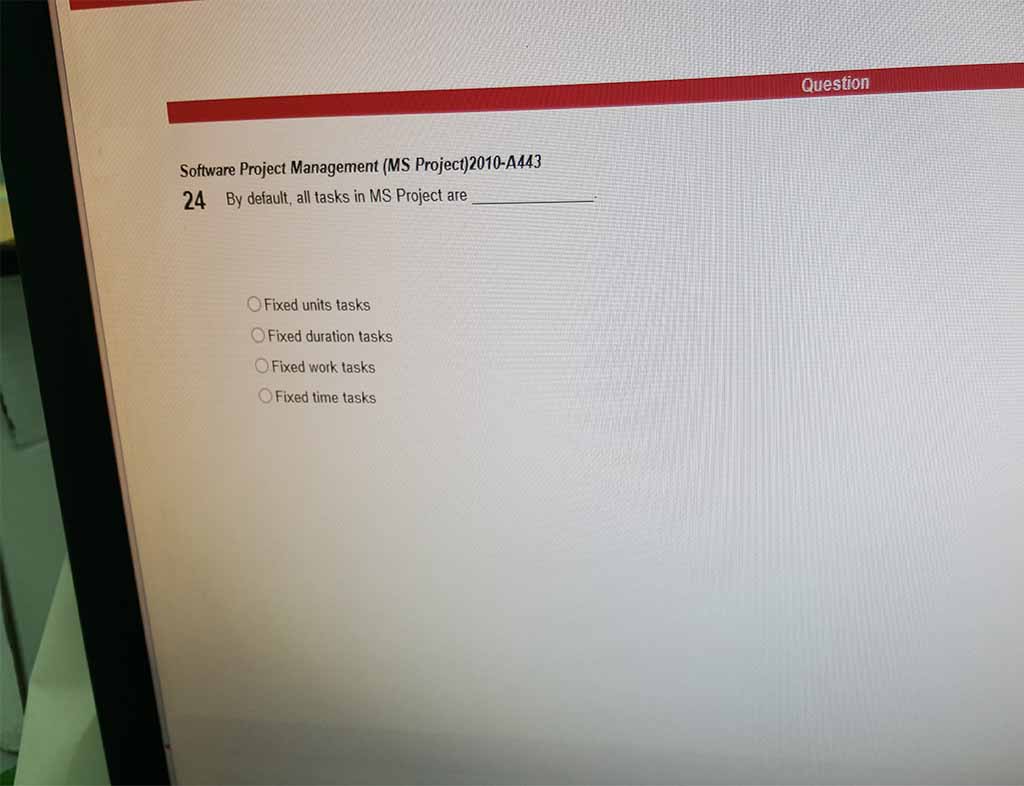 Question
Software Project Management (MS Project)2010-A443
24 By default, all tasks in MS Project are ____________.
Fixed units tasks
Fixed duration tasks
Fixed work tasks
Fixed time tasks